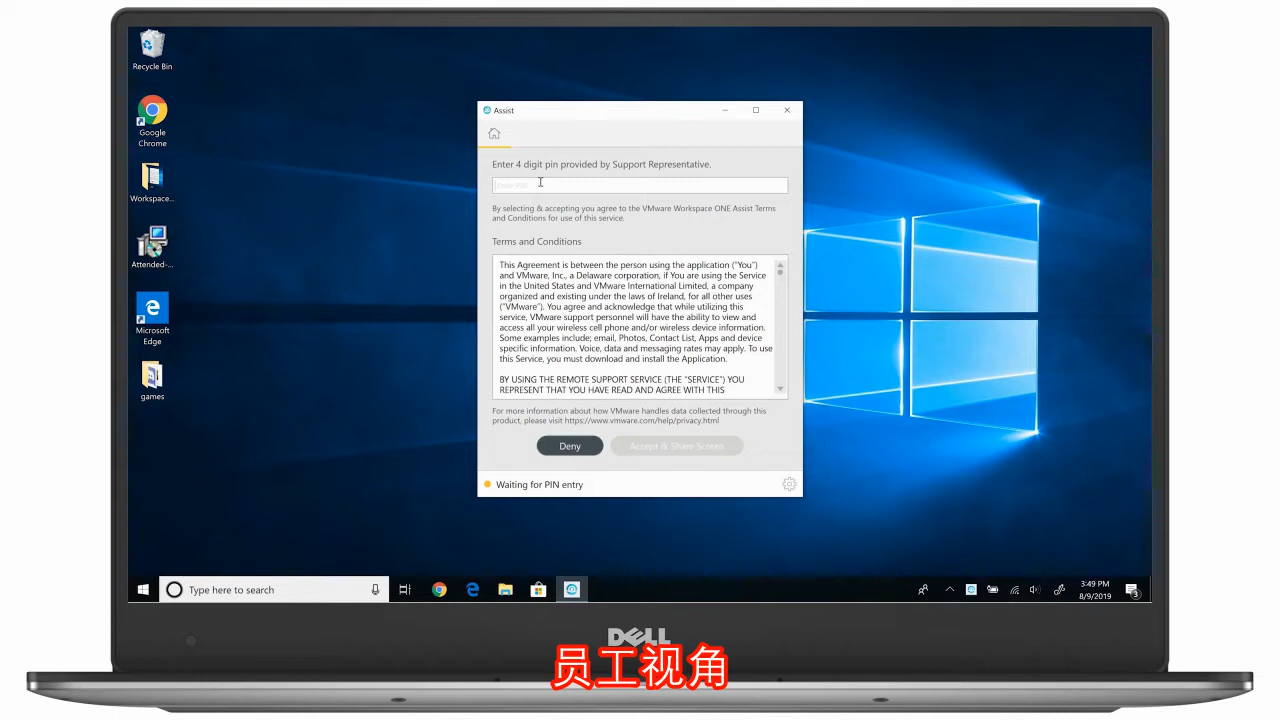 Recycle Bin
Google
Chrome
Workspace...
Attended-...
Microsoft
Edge
games
Assist
Enter 4 digit pin provided by Support Representative.
Enter PIN
By selecting & accepting you agree to the VMware Workspace ONE Assist Terms
and Conditions for use of this service.
Terms and Conditions
This Agreement is between the person using the application ("You")
and VMware, Inc., a Delaware corporation, if You are using the Service
in the United States and VMware International Limited, a company
organized and existing under the laws of Ireland, for all other uses
("VMware"). You agree and acknowledge that while utilizing this
service, VMware support personnel will have the ability to view and
access all your wireless cell phone and/or wireless device information.
Some examples include; email, Photos, Contact List, Apps and device
specific information. Voice, data and messaging rates may apply. To use
this Service, you must download and install the Application.
BY USING THE REMOTE SUPPORT SERVICE (THE "SERVICE") YOU
REPRESENT THAT YOU HAVE READ AND AGREE WITH THIS
For more information about how VMware handles data collected through this
product, please visit https://www.vmware.com/help/privacy.html
Deny
Accept & Share Screen
Waiting for PIN entry
Type here to search
3:49 PM
8/9/2019
3
DELL
员工视角